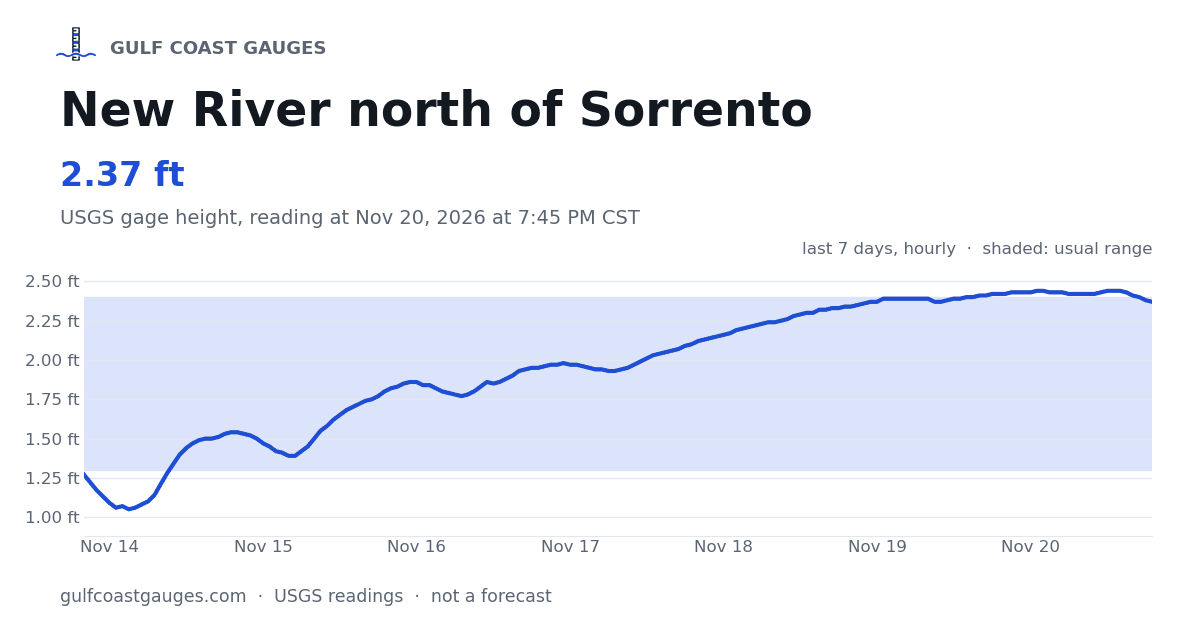 GULF COAST GAUGES
New River north of Sorrento
2.37 ft
USGS gage height, reading at Nov 20, 2026 at 7:45 PM CST
last 7 days, hourly · shaded: usual range
2.50 ft
2.25 ft
2.00 ft
1.75 ft
1.50 ft
1.25 ft
1.00 ft
Nov 14 Nov 15 Nov 16 Nov 17 Nov 18 Nov 19 Nov 20
gulfcoastgauges.com · USGS readings · not a forecast